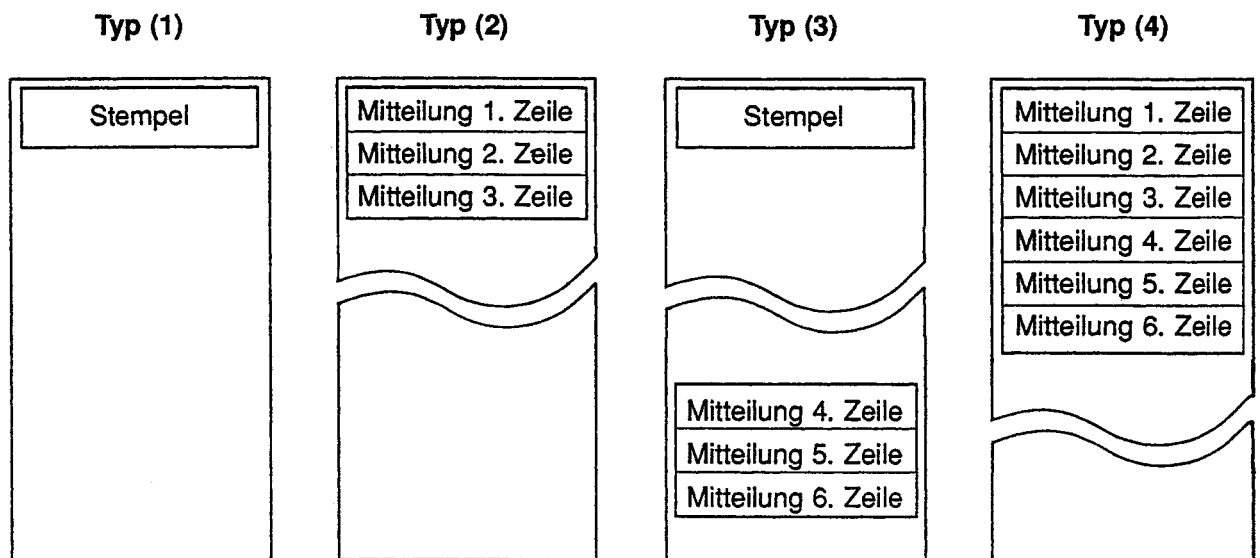 Typ (1)
Typ (2)
Typ (3)
Typ (4)
Stempel
Mitteilung 1. Zeile
Mitteilung 2. Zeile
Mitteilung 3. Zeile
Stempel
Mitteilung 4. Zeile
Mitteilung 5. Zeile
Mitteilung 6. Zeile
Mitteilung 1. Zeile
Mitteilung 2. Zeile
Mitteilung 3. Zeile
Mitteilung 4. Zeile
Mitteilung 5. Zeile
Mitteilung 6. Zeile